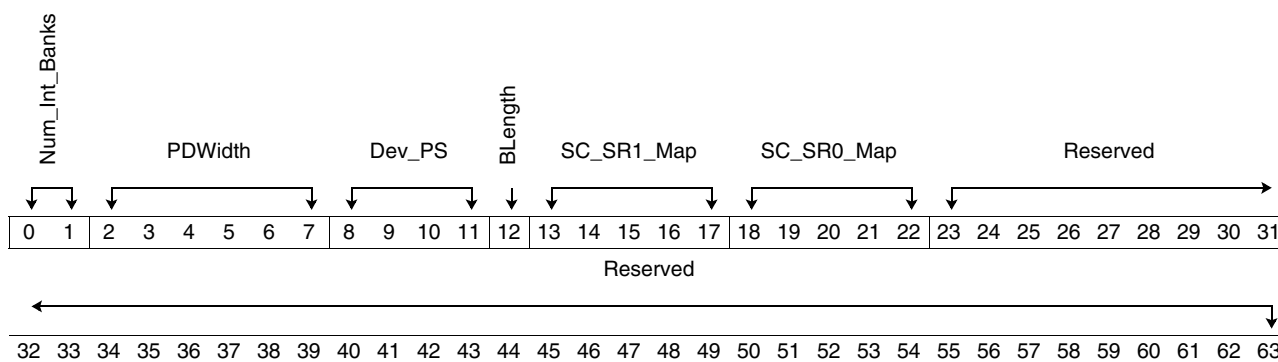 Num_Int_Banks
PDWidth
Dev_PS
BLength
SC_SR1_Map
SC_SR0_Map
Reserved
0 1 2 3 4 5 6 7 8 9 10 11 12 13 14 15 16 17 18 19 20 21 22 23 24 25 26 27 28 29 30 31
Reserved
32 33 34 35 36 37 38 39 40 41 42 43 44 45 46 47 48 49 50 51 52 53 54 55 56 57 58 59 60 61 62 63